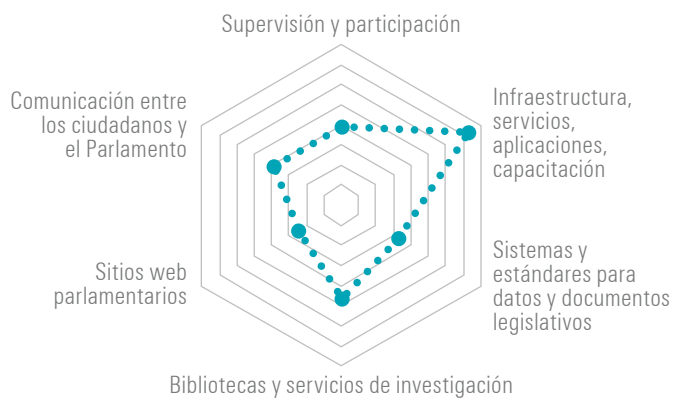 Supervisión y participación
Infraestructura,
servicios,
aplicaciones,
capacitación
Sistemas y
estándares para
datos y documentos
legislativos
Bibliotecas y servicios de investigación
Sitios web
parlamentarios
Comunicación entre
los ciudadanos y
el Parlamento